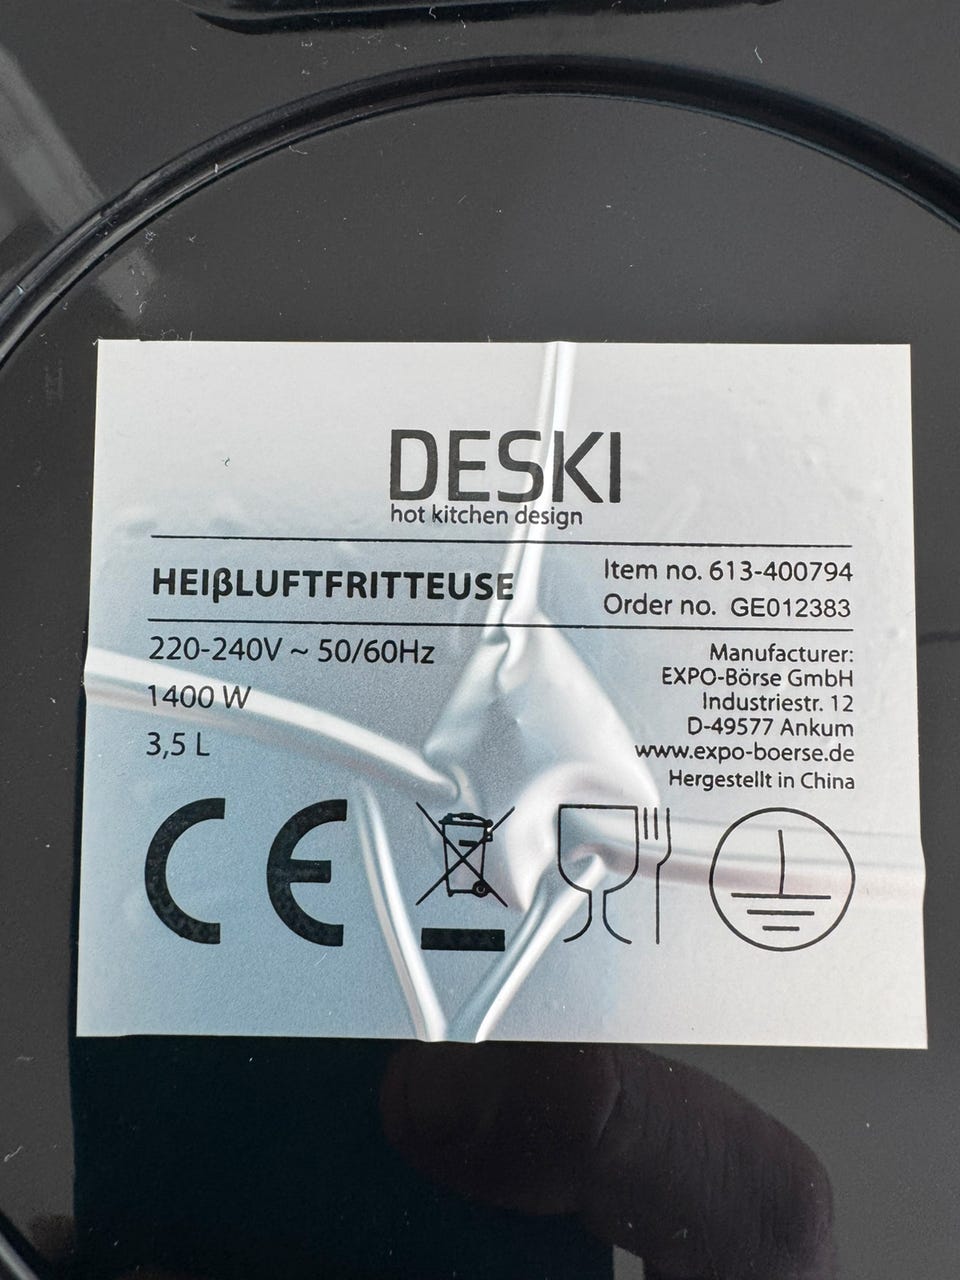 DESKI
hot kitchen design
HEIβLUFTFRITTEUSE
Item no. 613-400794
Order no. GE012383
220-240V ~ 50/60Hz
1400 W
3,5 L
Manufacturer:
EXPO-Börse GmbH
Industriestr. 12
D-49577 Ankum
www.expo-boerse.de
Hergestellt in China
CE